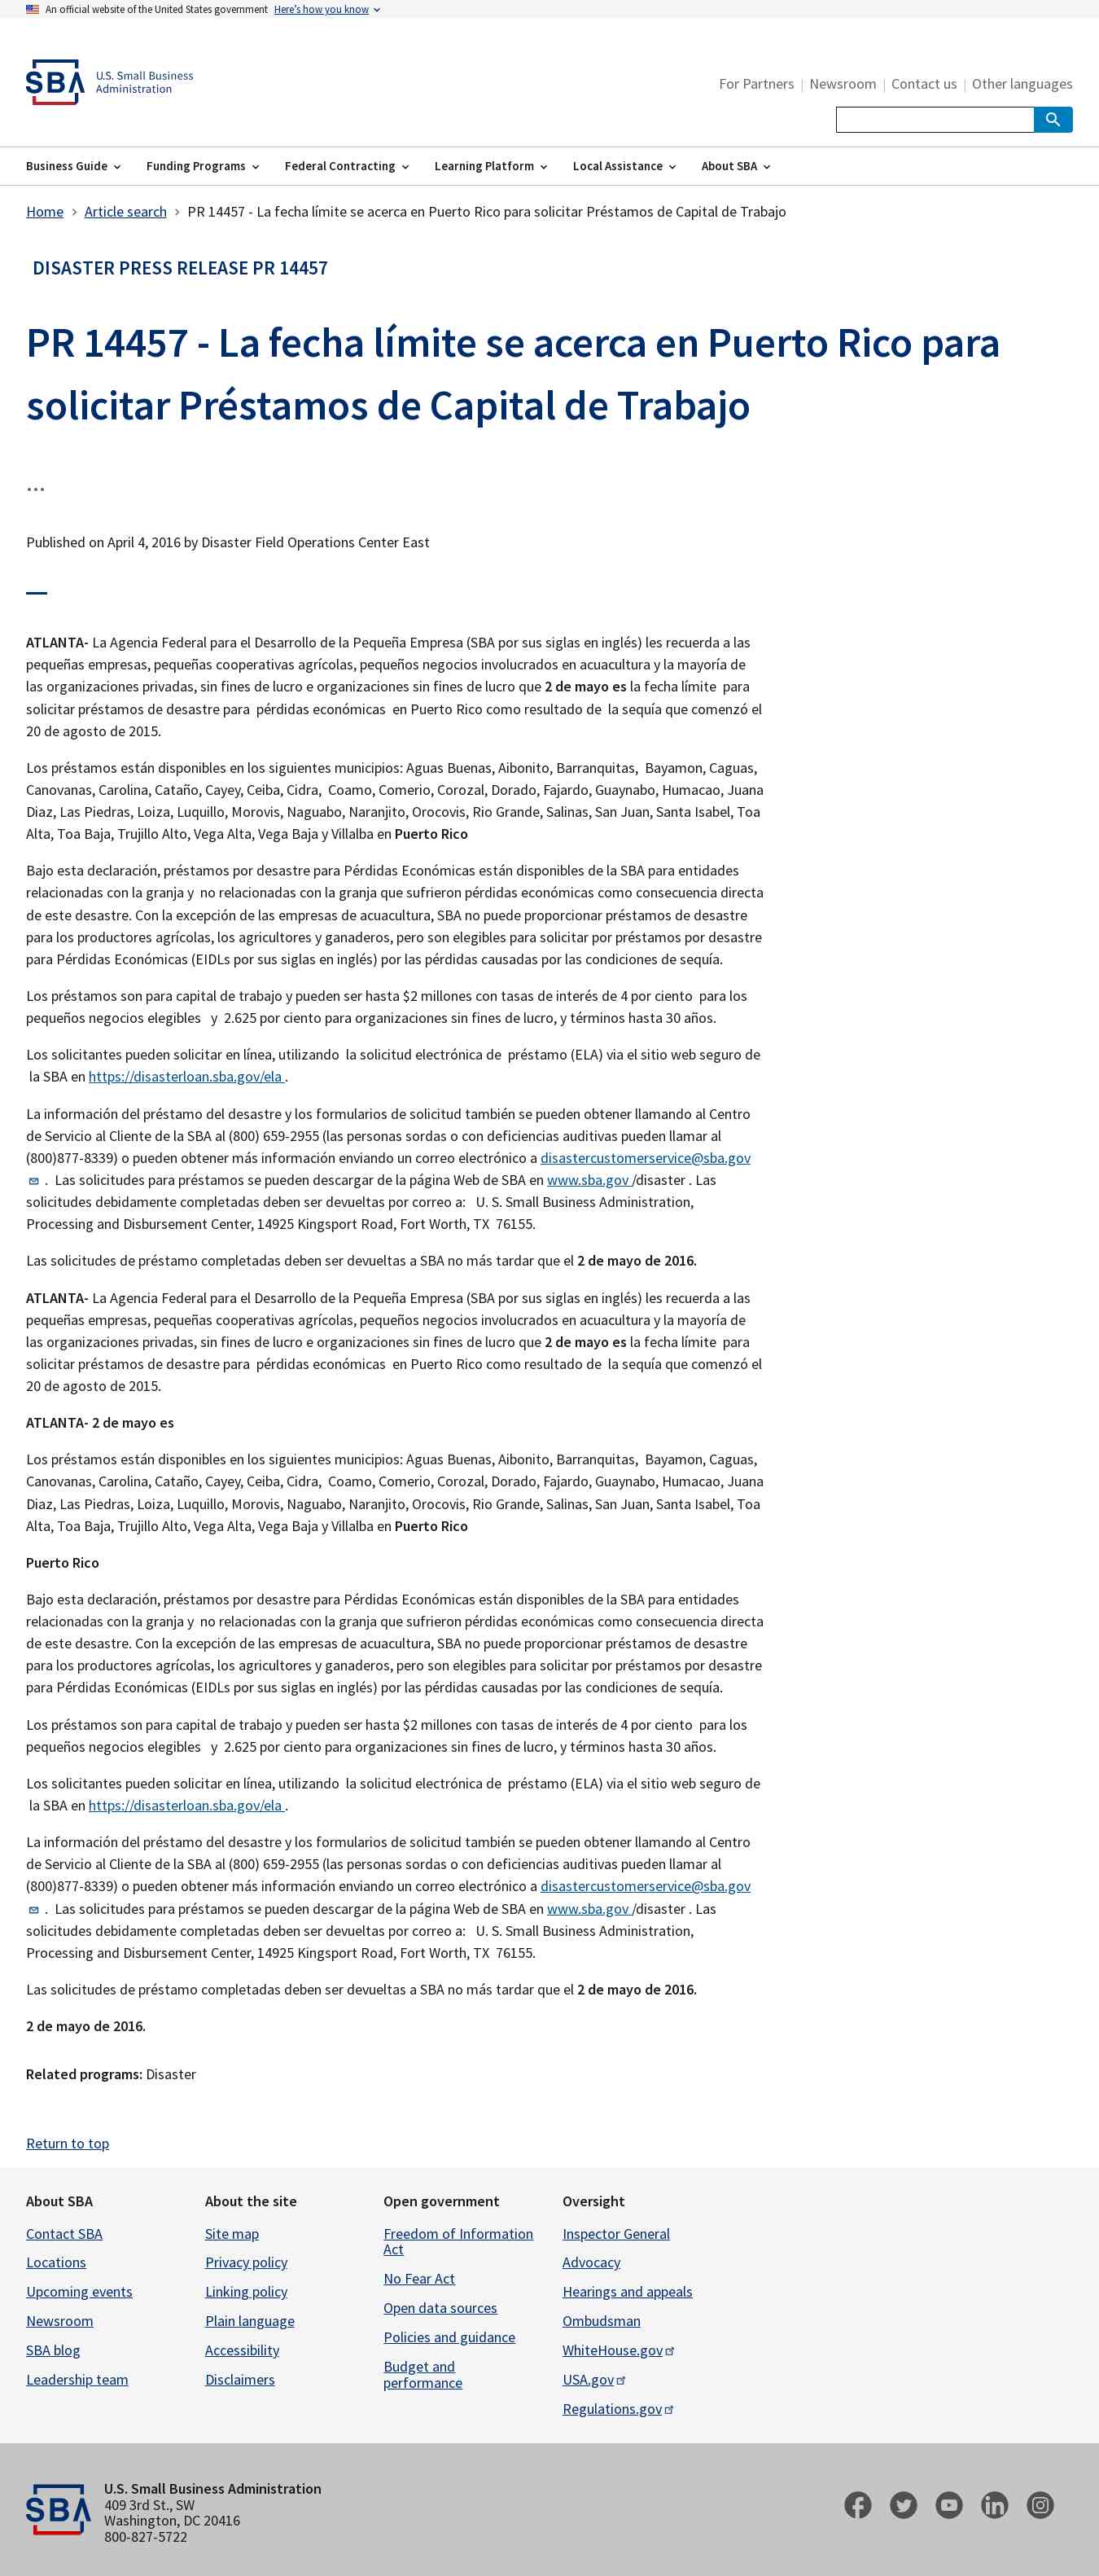 An official website of the United States government Here's how you know
SBA
U.S. Small Business
Administration
For Partners | Newsroom | Contact us | Other languages
Business Guide Funding Programs Federal Contracting Learning Platform Local Assistance About SBA
Home > Article search > PR 14457 - La fecha límite se acerca en Puerto Rico para solicitar Préstamos de Capital de Trabajo
DISASTER PRESS RELEASE PR 14457
PR 14457 - La fecha límite se acerca en Puerto Rico para
solicitar Préstamos de Capital de Trabajo
...
Published on April 4, 2016 by Disaster Field Operations Center East
ATLANTA- La Agencia Federal para el Desarrollo de la Pequeña Empresa (SBA por sus siglas en inglés) les recuerda a las
pequeñas empresas, pequeñas cooperativas agrícolas, pequeños negocios involucrados en acuacultura y la mayoría de
las organizaciones privadas, sin fines de lucro e organizaciones sin fines de lucro que 2 de mayo es la fecha límite para
solicitar préstamos de desastre para pérdidas económicas en Puerto Rico como resultado de la sequía que comenzó el
20 de agosto de 2015.
Los préstamos están disponibles en los siguientes municipios: Aguas Buenas, Aibonito, Barranquitas, Bayamon, Caguas,
Canovanas, Carolina, Cataño, Cayey, Ceiba, Cidra, Coamo, Comerio, Corozal, Dorado, Fajardo, Guaynabo, Humacao, Juana
Diaz, Las Piedras, Loiza, Luquillo, Morovis, Naguabo, Naranjito, Orocovis, Rio Grande, Salinas, San Juan, Santa Isabel, Toa
Alta, Toa Baja, Trujillo Alto, Vega Alta, Vega Baja y Villalba en Puerto Rico
Bajo esta declaración, préstamos por desastre para Pérdidas Económicas están disponibles de la SBA para entidades
relacionadas con la granja y no relacionadas con la granja que sufrieron pérdidas económicas como consecuencia directa
de este desastre. Con la excepción de las empresas de acuacultura, SBA no puede proporcionar préstamos de desastre
para los productores agrícolas, los agricultores y ganaderos, pero son elegibles para solicitar por préstamos por desastre
para Pérdidas Económicas (EIDLs por sus siglas en inglés) por las pérdidas causadas por las condiciones de sequía.
Los préstamos son para capital de trabajo y pueden ser hasta $2 millones con tasas de interés de 4 por ciento para los
pequeños negocios elegibles y 2.625 por ciento para organizaciones sin fines de lucro, y términos hasta 30 años.
Los solicitantes pueden solicitar en línea, utilizando la solicitud electrónica de préstamo (ELA) via el sitio web seguro de
la SBA en https://disasterloan.sba.gov/ela .
La información del préstamo del desastre y los formularios de solicitud también se pueden obtener llamando al Centro
de Servicio al Cliente de la SBA al (800) 659-2955 (las personas sordas o con deficiencias auditivas pueden llamar al
(800)877-8339) o pueden obtener más información enviando un correo electrónico a disastercustomerservice@sba.gov
. Las solicitudes para préstamos se pueden descargar de la página Web de SBA en www.sba.gov /disaster . Las
solicitudes debidamente completadas deben ser devueltas por correo a: U. S. Small Business Administration,
Processing and Disbursement Center, 14925 Kingsport Road, Fort Worth, TX 76155.
Las solicitudes de préstamo completadas deben ser devueltas a SBA no más tardar que el 2 de mayo de 2016.
ATLANTA- La Agencia Federal para el Desarrollo de la Pequeña Empresa (SBA por sus siglas en inglés) les recuerda a las
pequeñas empresas, pequeñas cooperativas agrícolas, pequeños negocios involucrados en acuacultura y la mayoría de
las organizaciones privadas, sin fines de lucro e organizaciones sin fines de lucro que 2 de mayo es la fecha límite para
solicitar préstamos de desastre para pérdidas económicas en Puerto Rico como resultado de la sequía que comenzó el
20 de agosto de 2015.
ATLANTA- 2 de mayo es
Los préstamos están disponibles en los siguientes municipios: Aguas Buenas, Aibonito, Barranquitas, Bayamon, Caguas,
Canovanas, Carolina, Cataño, Cayey, Ceiba, Cidra, Coamo, Comerio, Corozal, Dorado, Fajardo, Guaynabo, Humacao, Juana
Diaz, Las Piedras, Loiza, Luquillo, Morovis, Naguabo, Naranjito, Orocovis, Rio Grande, Salinas, San Juan, Santa Isabel, Toa
Alta, Toa Baja, Trujillo Alto, Vega Alta, Vega Baja y Villalba en Puerto Rico
Puerto Rico
Bajo esta declaración, préstamos por desastre para Pérdidas Económicas están disponibles de la SBA para entidades
relacionadas con la granja y no relacionadas con la granja que sufrieron pérdidas económicas como consecuencia directa
de este desastre. Con la excepción de las empresas de acuacultura, SBA no puede proporcionar préstamos de desastre
para los productores agrícolas, los agricultores y ganaderos, pero son elegibles para solicitar por préstamos por desastre
para Pérdidas Económicas (EIDLs por sus siglas en inglés) por las pérdidas causadas por las condiciones de sequía.
Los préstamos son para capital de trabajo y pueden ser hasta $2 millones con tasas de interés de 4 por ciento para los
pequeños negocios elegibles y 2.625 por ciento para organizaciones sin fines de lucro, y términos hasta 30 años.
Los solicitantes pueden solicitar en línea, utilizando la solicitud electrónica de préstamo (ELA) via el sitio web seguro de
la SBA en https://disasterloan.sba.gov/ela .
La información del préstamo del desastre y los formularios de solicitud también se pueden obtener llamando al Centro
de Servicio al Cliente de la SBA al (800) 659-2955 (las personas sordas o con deficiencias auditivas pueden llamar al
(800)877-8339) o pueden obtener más información enviando un correo electrónico a disastercustomerservice@sba.gov
. Las solicitudes para préstamos se pueden descargar de la página Web de SBA en www.sba.gov /disaster . Las
solicitudes debidamente completadas deben ser devueltas por correo a: U. S. Small Business Administration,
Processing and Disbursement Center, 14925 Kingsport Road, Fort Worth, TX 76155.
Las solicitudes de préstamo completadas deben ser devueltas a SBA no más tardar que el 2 de mayo de 2016.
2 de mayo de 2016.
Related programs: Disaster
Return to top
About SBA
Contact SBA
Locations
Upcoming events
Newsroom
SBA blog
Leadership team
About the site
Site map
Privacy policy
Linking policy
Plain language
Accessibility
Disclaimers
Open government
Freedom of Information
Act
No Fear Act
Open data sources
Policies and guidance
Budget and
performance
Oversight
Inspector General
Advocacy
Hearings and appeals
Ombudsman
WhiteHouse.gov
USA.gov
Regulations.gov
SBA
U.S. Small Business Administration
409 3rd St., SW
Washington, DC 20416
800-827-5722